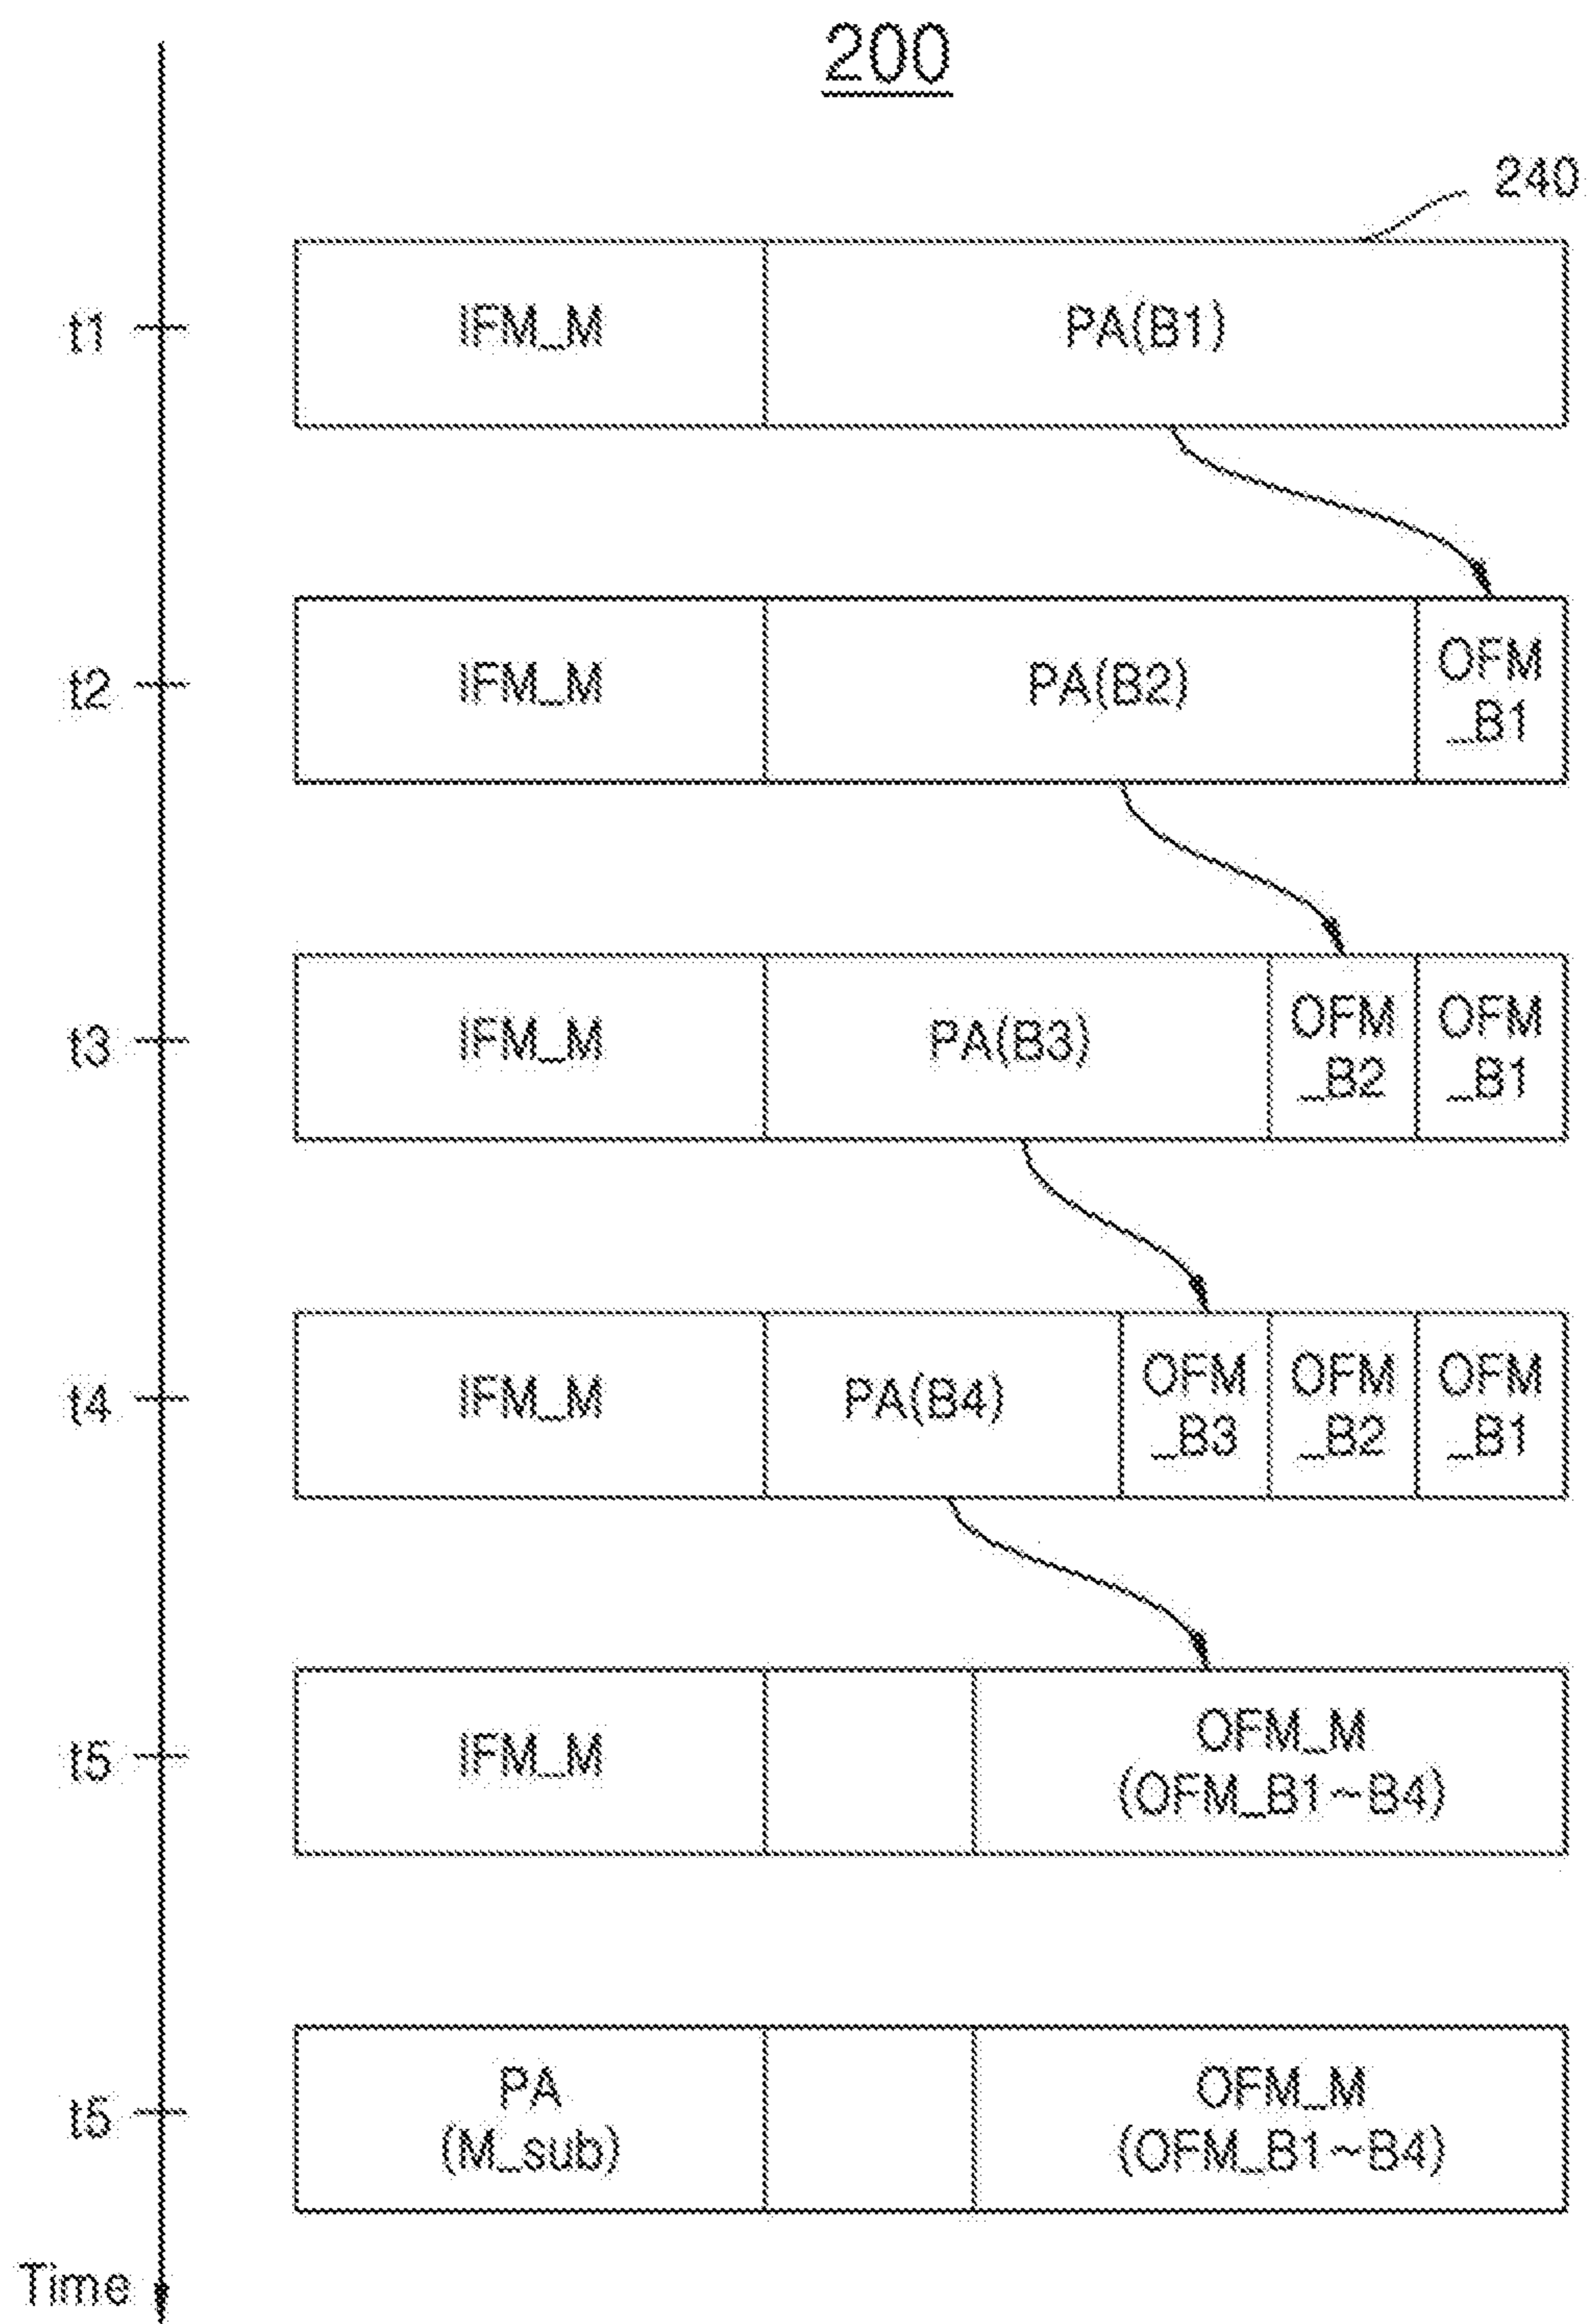 200
240
t1
IFM_M
PA(B1)
t2
IFM_M
PA(B2)
OFM
_B1
t3
IFM_M
PA(B3)
OFM
_B2
OFM
_B1
t4
IFM_M
PA(B4)
OFM
_B3
OFM
_B2
OFM
_B1
t5
IFM_M
OFM_M
(OFM_B1~B4)
t5
PA
(M_sub)
OFM_M
(OFM_B1~B4)
Time